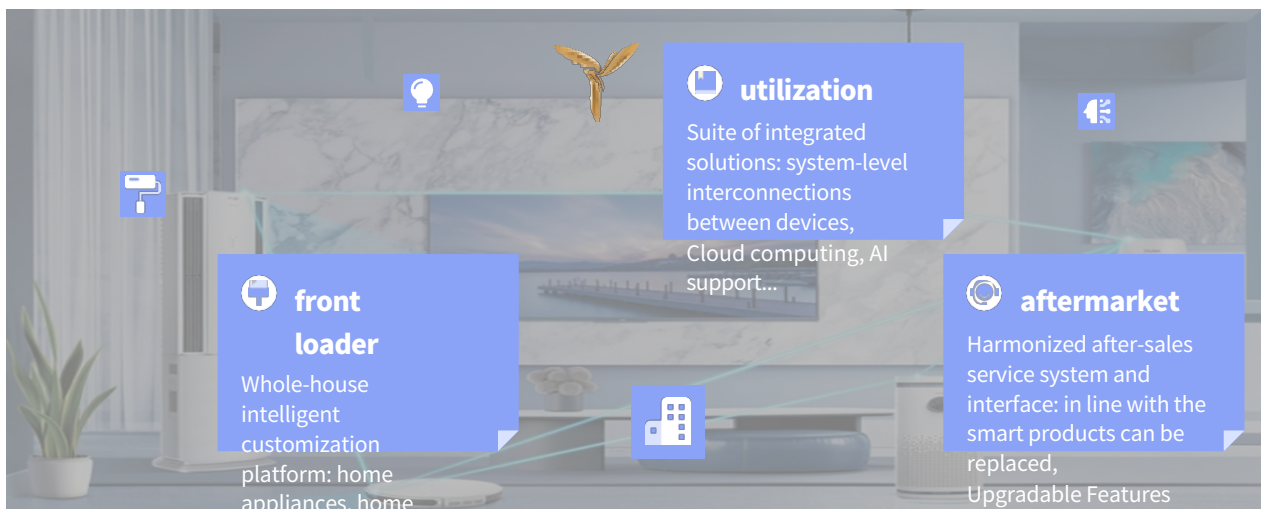 utilization
Suite of integrated
solutions: system-level
interconnections
between devices,
Cloud computing, AI
support...
front
loader
Whole-house
intelligent
customization
platform: home
appliances, home
aftermarket
Harmonized after-sales
service system and
interface: in line with the
smart products can be
replaced,
Upgradable Features